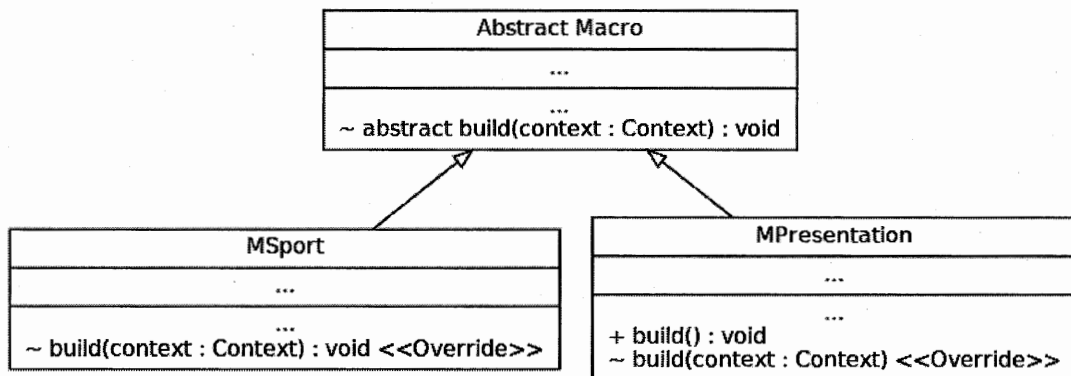 Abstract Macro
...
...
~ abstract build(context : Context) : void
MSport
...
...
~ build(context : Context) : void <<Override>>
MPresentation
...
...
+ build() : void
~ build(context : Context) <<Override>>